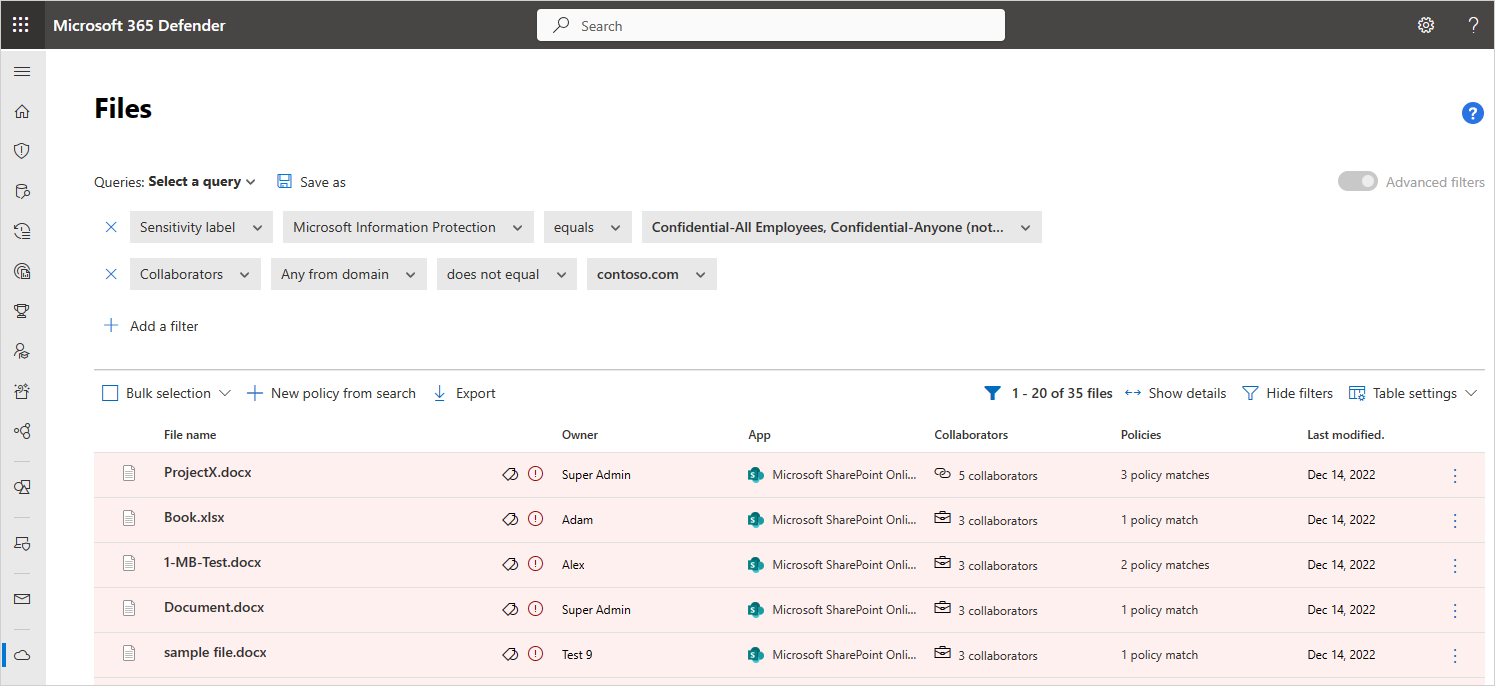 Microsoft 365 Defender
Search
?
Files
?
Queries: Select a query
Save as
Advanced filters
Sensitivity label
Microsoft Information Protection
equals
Confidential-All Employees, Confidential-Anyone (not...
Collaborators
Any from domain
does not equal
contoso.com
Add a filter
Bulk selection
New policy from search
Export
1 - 20 of 35 files
Show details
Hide filters
Table settings
File name Owner App Collaborators Policies Last modified.
ProjectX.docx Super Admin Microsoft SharePoint Onli... 5 collaborators 3 policy matches Dec 14, 2022
Book.xlsx Adam Microsoft SharePoint Onli... 3 collaborators 1 policy match Dec 14, 2022
1-MB-Test.docx Alex Microsoft SharePoint Onli... 3 collaborators 2 policy matches Dec 14, 2022
Document.docx Super Admin Microsoft SharePoint Onli... 3 collaborators 1 policy match Dec 14, 2022
sample file.docx Test 9 Microsoft SharePoint Onli... 3 collaborators 1 policy match Dec 14, 2022